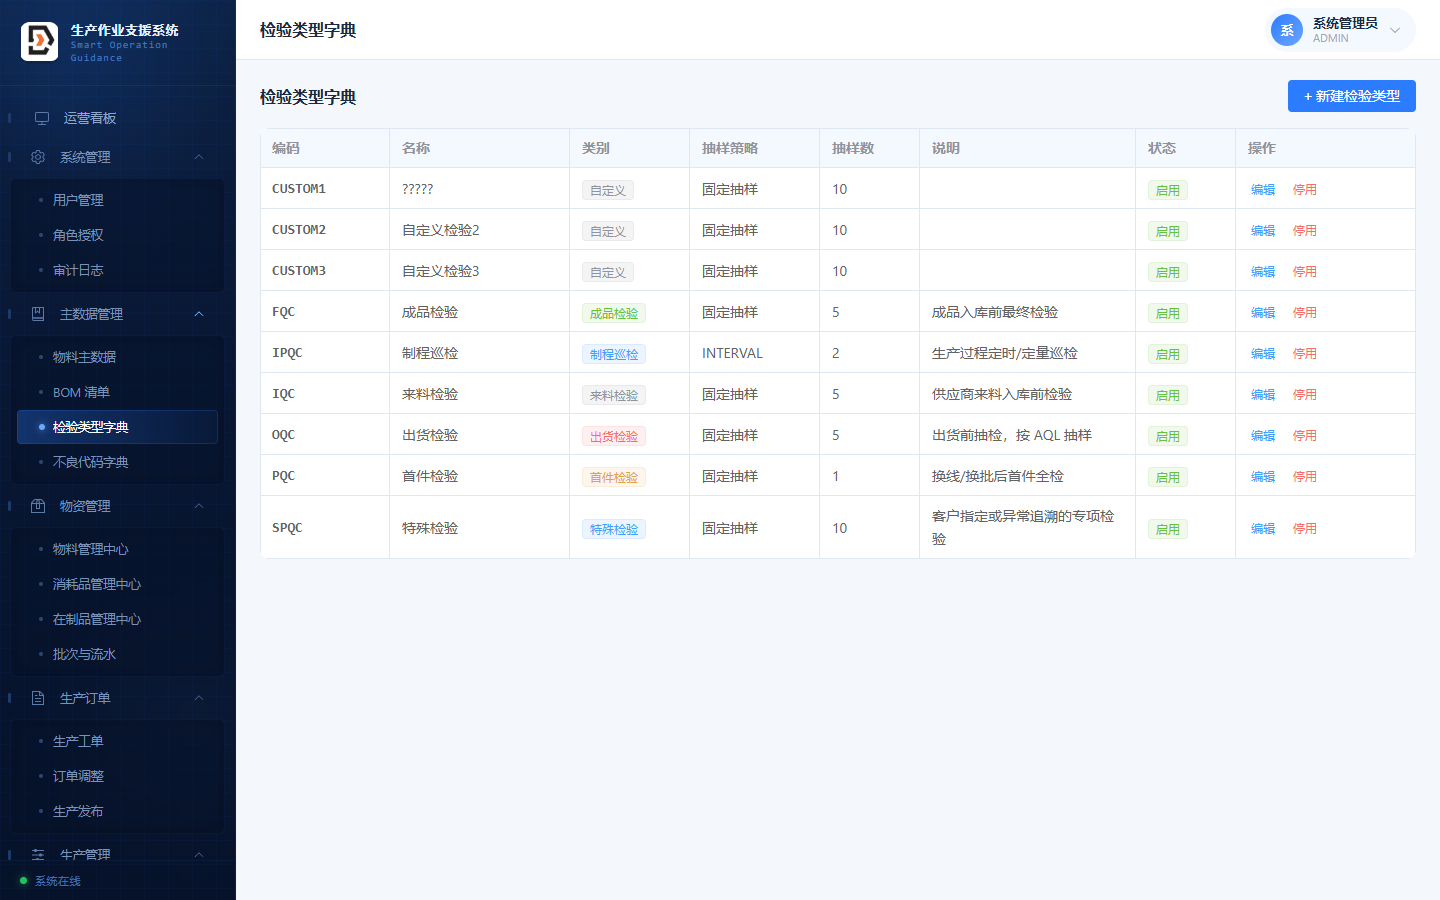 生产作业支援系统
Smart Operation
Guidance
运营看板
系统管理
用户管理
角色授权
审计日志
主数据管理
物料主数据
BOM 清单
检验类型字典
不良代码字典
物资管理
物料管理中心
消耗品管理中心
在制品管理中心
批次与流水
生产订单
生产工单
订单调整
生产发布
生产管理
系统在线
检验类型字典
系 系统管理员
ADMIN
检验类型字典
+ 新建检验类型
编码 名称 类别 抽样策略 抽样数 说明 状态 操作
CUSTOM1 ????? 自定义 固定抽样 10 启用 编辑 停用
CUSTOM2 自定义检验2 自定义 固定抽样 10 启用 编辑 停用
CUSTOM3 自定义检验3 自定义 固定抽样 10 启用 编辑 停用
FQC 成品检验 成品检验 固定抽样 5 成品入库前最终检验 启用 编辑 停用
IPQC 制程巡检 制程巡检 INTERVAL 2 生产过程定时/定量巡检 启用 编辑 停用
IQC 来料检验 来料检验 固定抽样 5 供应商来料入库前检验 启用 编辑 停用
OQC 出货检验 出货检验 固定抽样 5 出货前抽检，按 AQL 抽样 启用 编辑 停用
PQC 首件检验 首件检验 固定抽样 1 换线/换批后首件全检 启用 编辑 停用
SPQC 特殊检验 特殊检验 固定抽样 10 客户指定或异常追溯的专项检
验 启用 编辑 停用